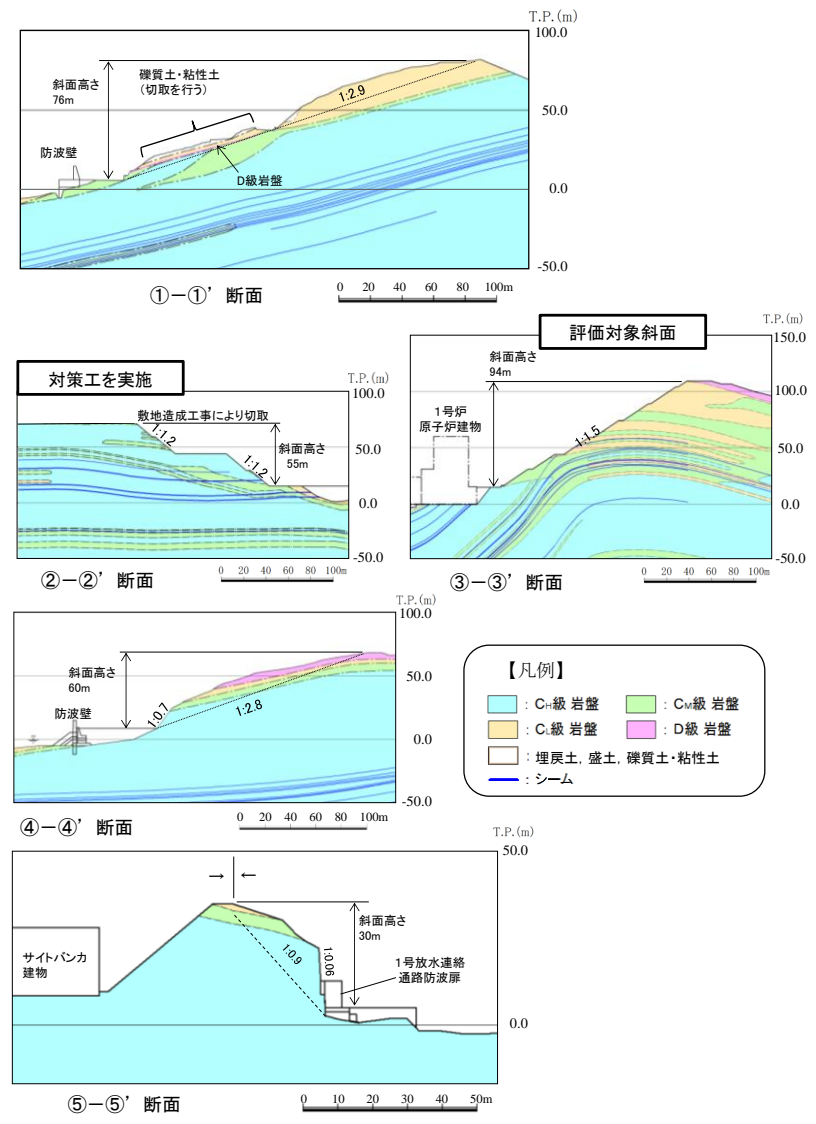 T.P.(m)
100.0
斜面高さ
76m
礫質土・粘性土
(切取を行う)
1:2.9
50.0
防波壁
D級岩盤
0.0
-50.0
①－①’ 断面
0 20 40 60 80 100m
対策工を実施
T.P.(m)
100.0
敷地造成工事により切取
1:1.2
斜面高さ
55m
50.0
1:1.2
0.0
-50.0
②－②’ 断面
0 20 40 60 80 100m
評価対象斜面
T.P.(m)
150.0
斜面高さ
94m
100.0
1号炉
原子炉建物
1:1.5
50.0
0.0
-50.0
③－③’ 断面
0 20 40 60 80 100m
T.P.(m)
100.0
斜面高さ
60m
50.0
防波壁
1:0.7
1:2.8
0.0
-50.0
④－④’ 断面
0 20 40 60 80 100m
【凡例】
：CH級 岩盤 ：CM級 岩盤
：CL級 岩盤 ：D級 岩盤
：埋戻土，盛土，礫質土・粘性土
：シーム
T.P.(m)
50.0
→ ←
斜面高さ
30m
サイトバンカ
建物
1:0.9
1:0.06
1号放水連絡
通路防波扉
0.0
⑤－⑤’ 断面
0 10 20 30 40 50m